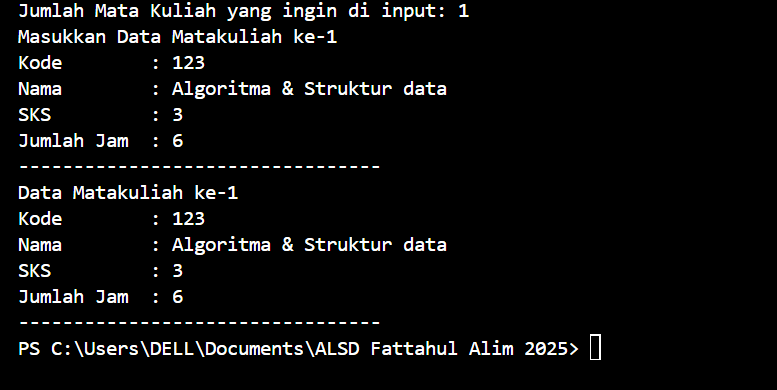 Jumlah Mata Kuliah yang ingin di input: 1
Masukkan Data Matakuliah ke-1
Kode        : 123
Nama        : Algoritma & Struktur data
SKS         : 3
Jumlah Jam  : 6
---------------------------------
Data Matakuliah ke-1
Kode        : 123
Nama        : Algoritma & Struktur data
SKS         : 3
Jumlah Jam  : 6
---------------------------------
PS C:\Users\DELL\Documents\ALSD Fattahul Alim 2025>